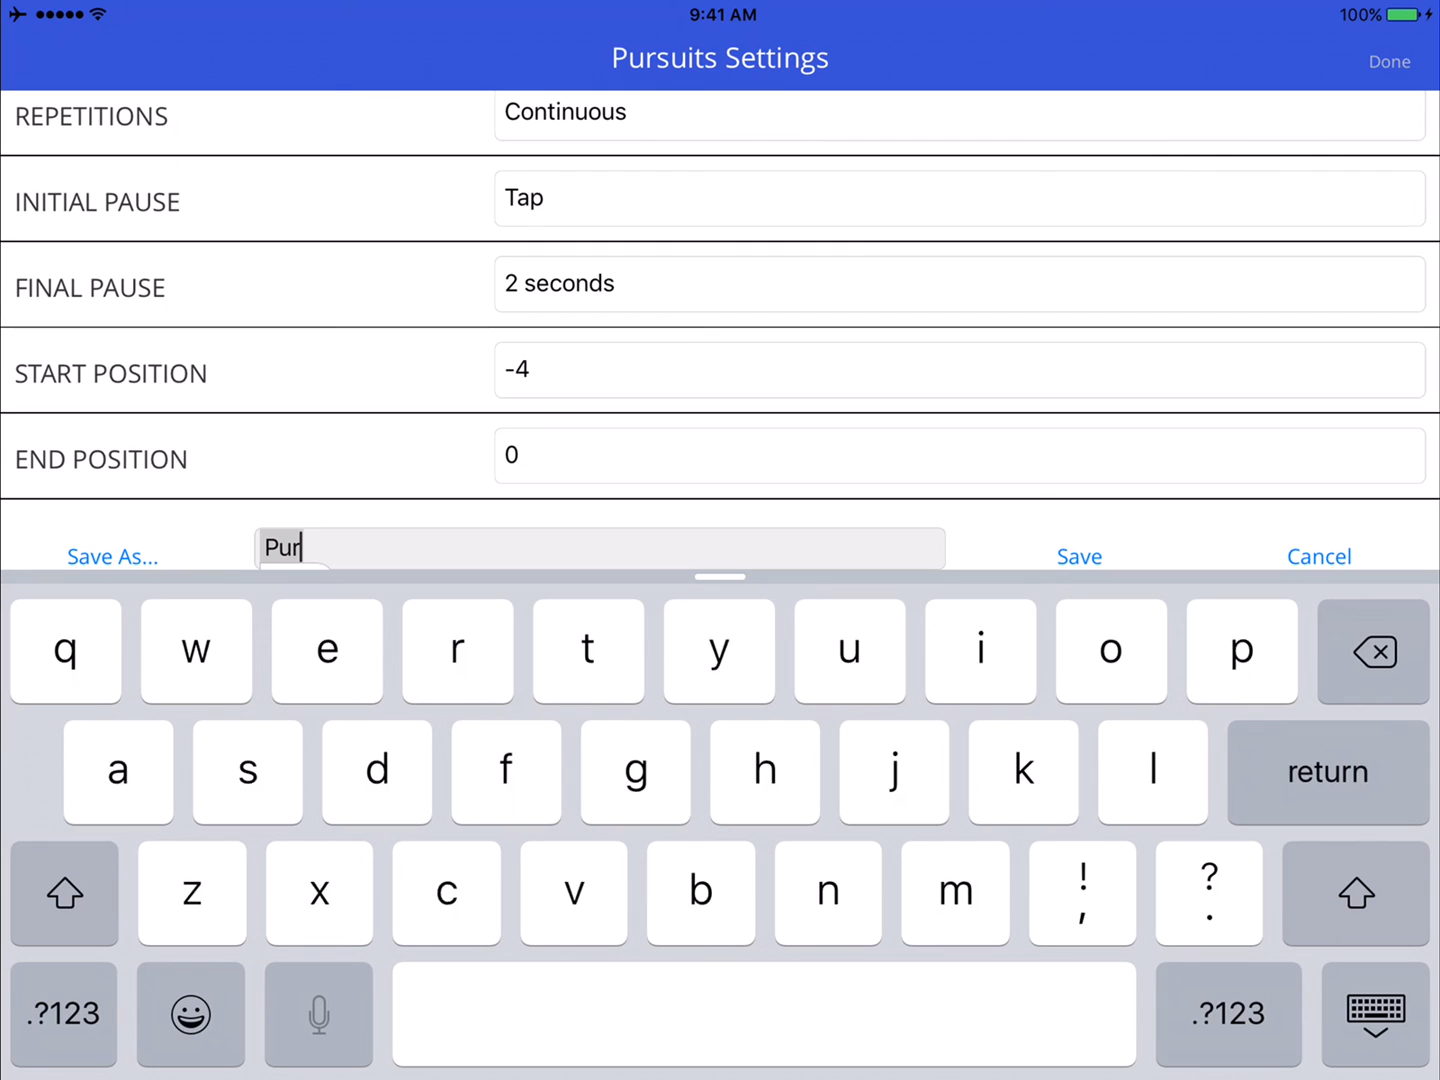 9:41 AM
100%
Pursuits Settings
Done
REPETITIONS
Continuous
INITIAL PAUSE
Tap
FINAL PAUSE
2 seconds
START POSITION
-4
END POSITION
0
Save As...
Pur
Save
Cancel
q w e r t y u i o p
a s d f g h j k l return
z x c v b n m ! , ? .
.?123 .?123